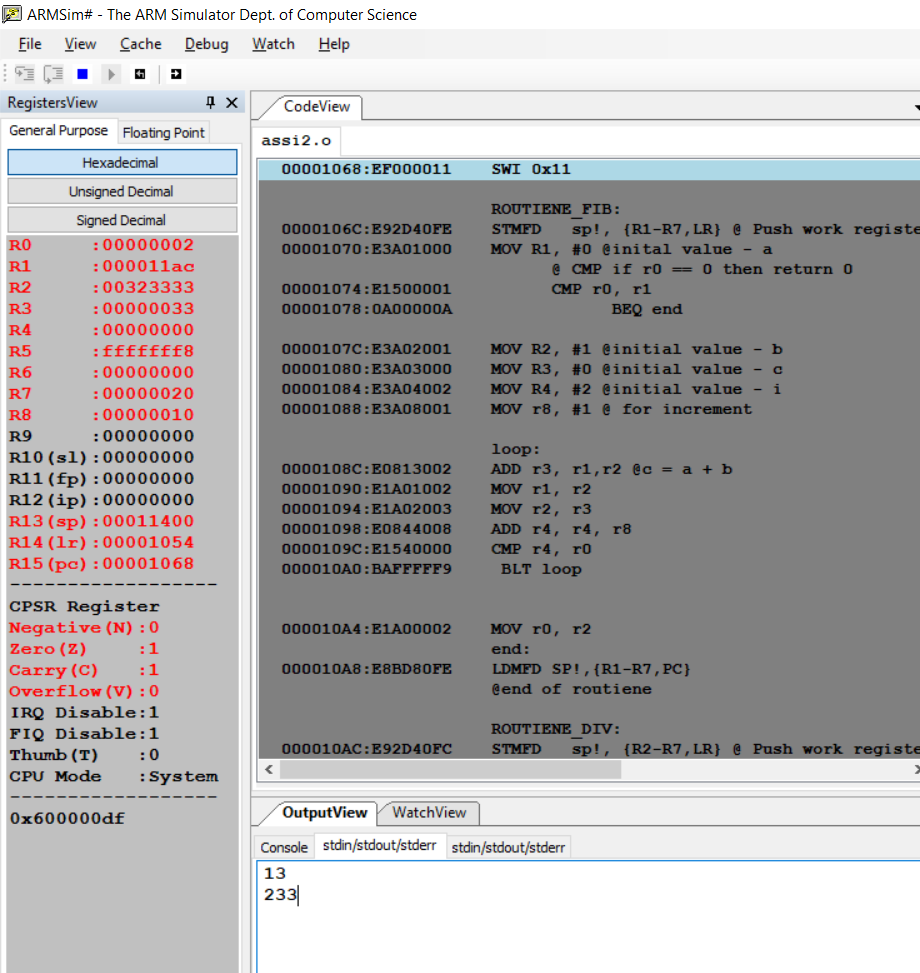 ARMSim# - The ARM Simulator Dept. of Computer Science
File View Cache Debug Watch Help
RegistersView
General Purpose Floating Point
Hexadecimal
Unsigned Decimal
Signed Decimal
R0 :00000002
R1 :000011ac
R2 :00323333
R3 :00000033
R4 :00000000
R5 :fffffff8
R6 :00000000
R7 :00000020
R8 :00000010
R9 :00000000
R10(sl):00000000
R11(fp):00000000
R12(ip):00000000
R13(sp):00011400
R14(lr):00001054
R15(pc):00001068
-------------------
CPSR Register
Negative(N):0
Zero(Z) :1
Carry(C) :1
Overflow(V):0
IRQ Disable:1
FIQ Disable:1
Thumb(T) :0
CPU Mode :System
-------------------
0x600000df
CodeView
assi2.o
00001068:EF000011 SWI 0x11
ROUTIENE_FIB:
0000106C:E92D40FE STMFD sp!, {R1-R7,LR} @ Push work registe
00001070:E3A01000 MOV R1, #0 @inital value - a
@ CMP if r0 == 0 then return 0
00001074:E1500001 CMP r0, r1
00001078:0A00000A BEQ end
0000107C:E3A02001 MOV R2, #1 @initial value - b
00001080:E3A03000 MOV R3, #0 @initial value - c
00001084:E3A04002 MOV R4, #2 @initial value - i
00001088:E3A08001 MOV r8, #1 @ for increment
loop:
0000108C:E0813002 ADD r3, r1,r2 @c = a + b
00001090:E1A01002 MOV r1, r2
00001094:E1A02003 MOV r2, r3
00001098:E0844008 ADD r4, r4, r8
0000109C:E1540000 CMP r4, r0
000010A0:BAFFFFF9 BLT loop
000010A4:E1A00002 MOV r0, r2
end:
000010A8:E8BD80FE LDMFD SP!,{R1-R7,PC}
@end of routiene
ROUTIENE_DIV:
000010AC:E92D40FC STMFD sp!, {R2-R7,LR} @ Push work registe
OutputView WatchView
Console stdin/stdout/stderr stdin/stdout/stderr
13
233